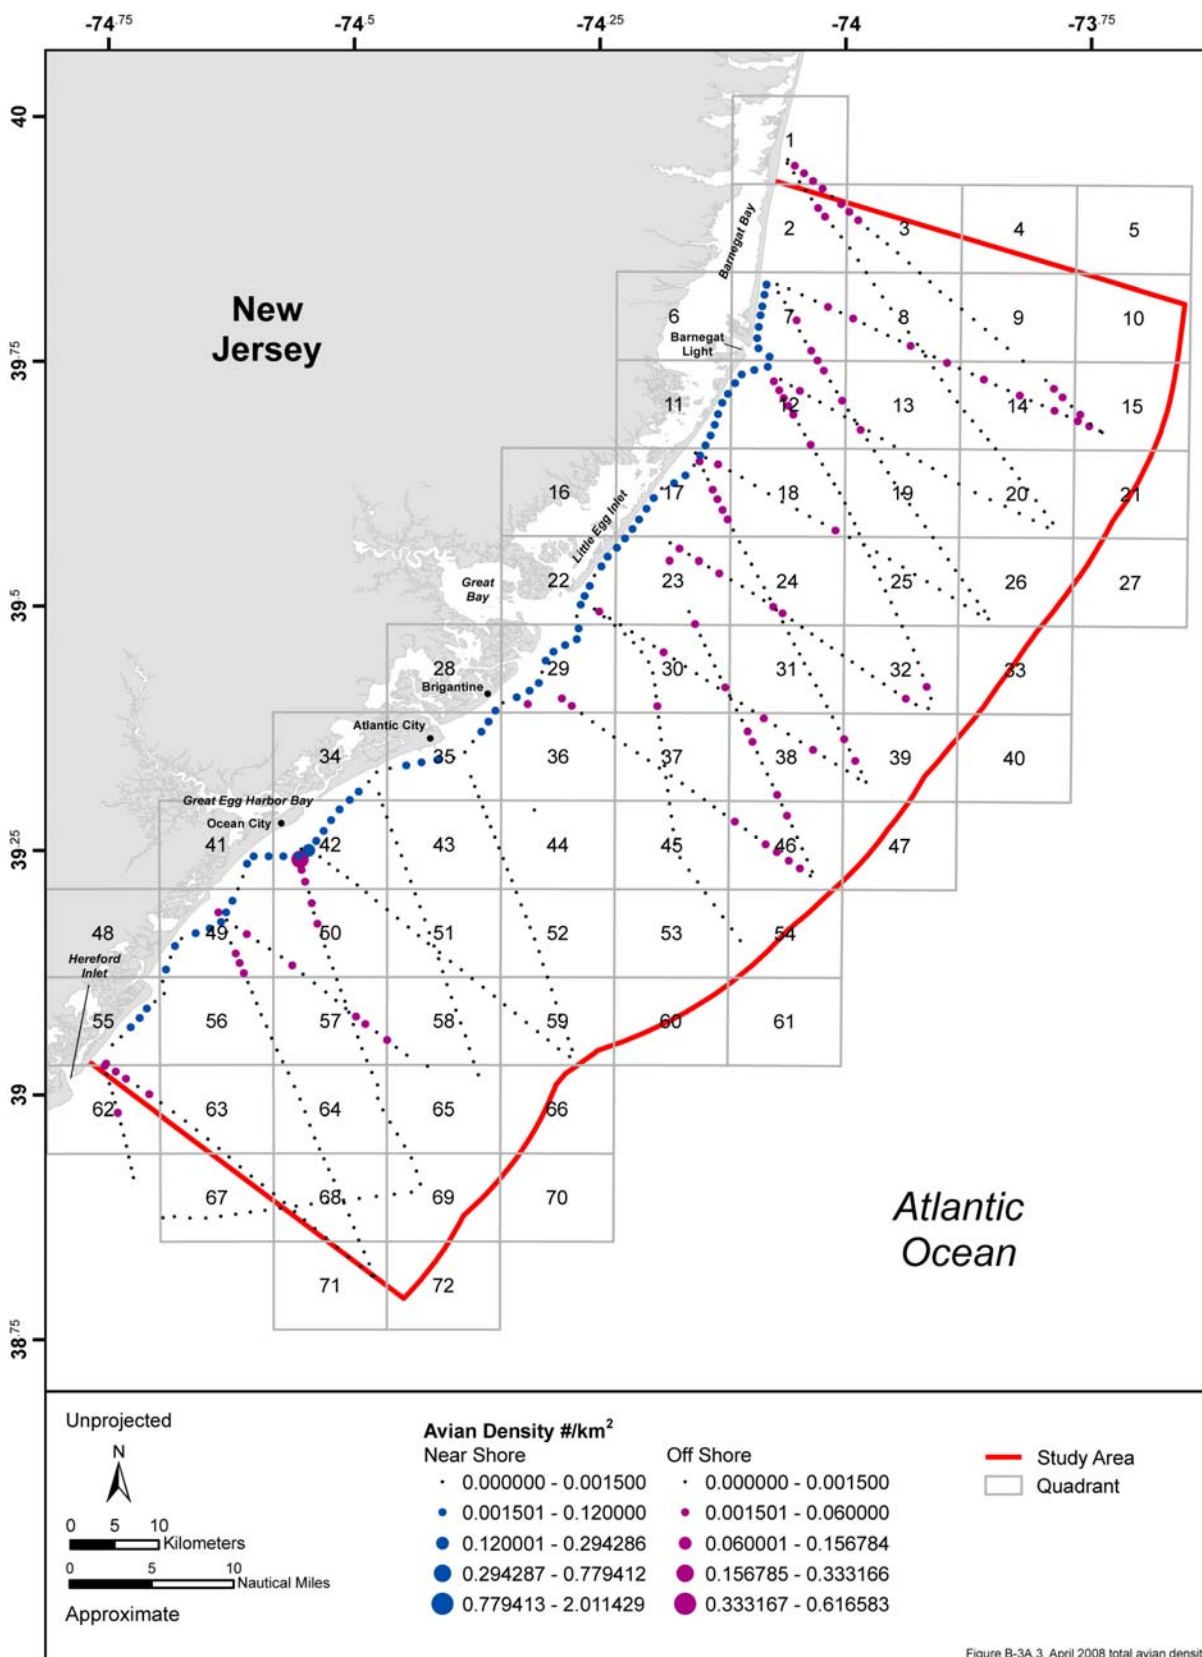 -74.75 -74.5 -74.25 -74 -73.75
40
39.75
39.5
39.25
39
38.75
1
2 3 4 5
Barnegat Bay
6 7 8 9 10
New
Jersey
Barnegat
Light
11 12 13 14 15
16 17 18 19 20 21
Little Egg Inlet
Great
Bay
22 23 24 25 26 27
28 29 30 31 32 33
Brigantine
Atlantic City
34 35 36 37 38 39 40
Great Egg Harbor Bay
Ocean City
41 42 43 44 45 46 47
48 49 50 51 52 53 54
Hereford
Inlet
55 56 57 58 59 60 61
62 63 64 65 66
67 68 69 70
71 72
Atlantic
Ocean
Unprojected
N
0 5 10
Kilometers
0 5 10
Nautical Miles
Approximate
Avian Density #/km²
Near Shore
0.000000 - 0.001500
0.001501 - 0.120000
0.120001 - 0.294286
0.294287 - 0.779412
0.779413 - 2.011429
Off Shore
0.000000 - 0.001500
0.001501 - 0.060000
0.060001 - 0.156784
0.156785 - 0.333166
0.333167 - 0.616583
Study Area
Quadrant
Figure B-3A.3. April 2008 total avian densit